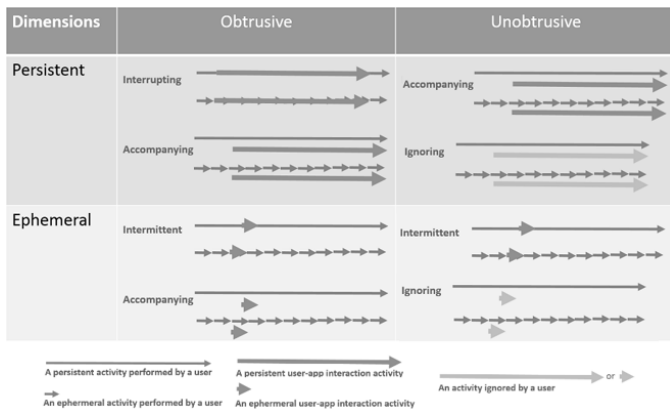 Dimensions Obtrusive Unobtrusive
Persistent
Interrupting
Accompanying
Accompanying
Ignoring
Ephemeral
Intermittent
Intermittent
Accompanying
Ignoring
A persistent activity performed by a user
A persistent user-app interaction activity
or
An activity ignored by a user
An ephemeral activity performed by a user
An ephemeral user-app interaction activity